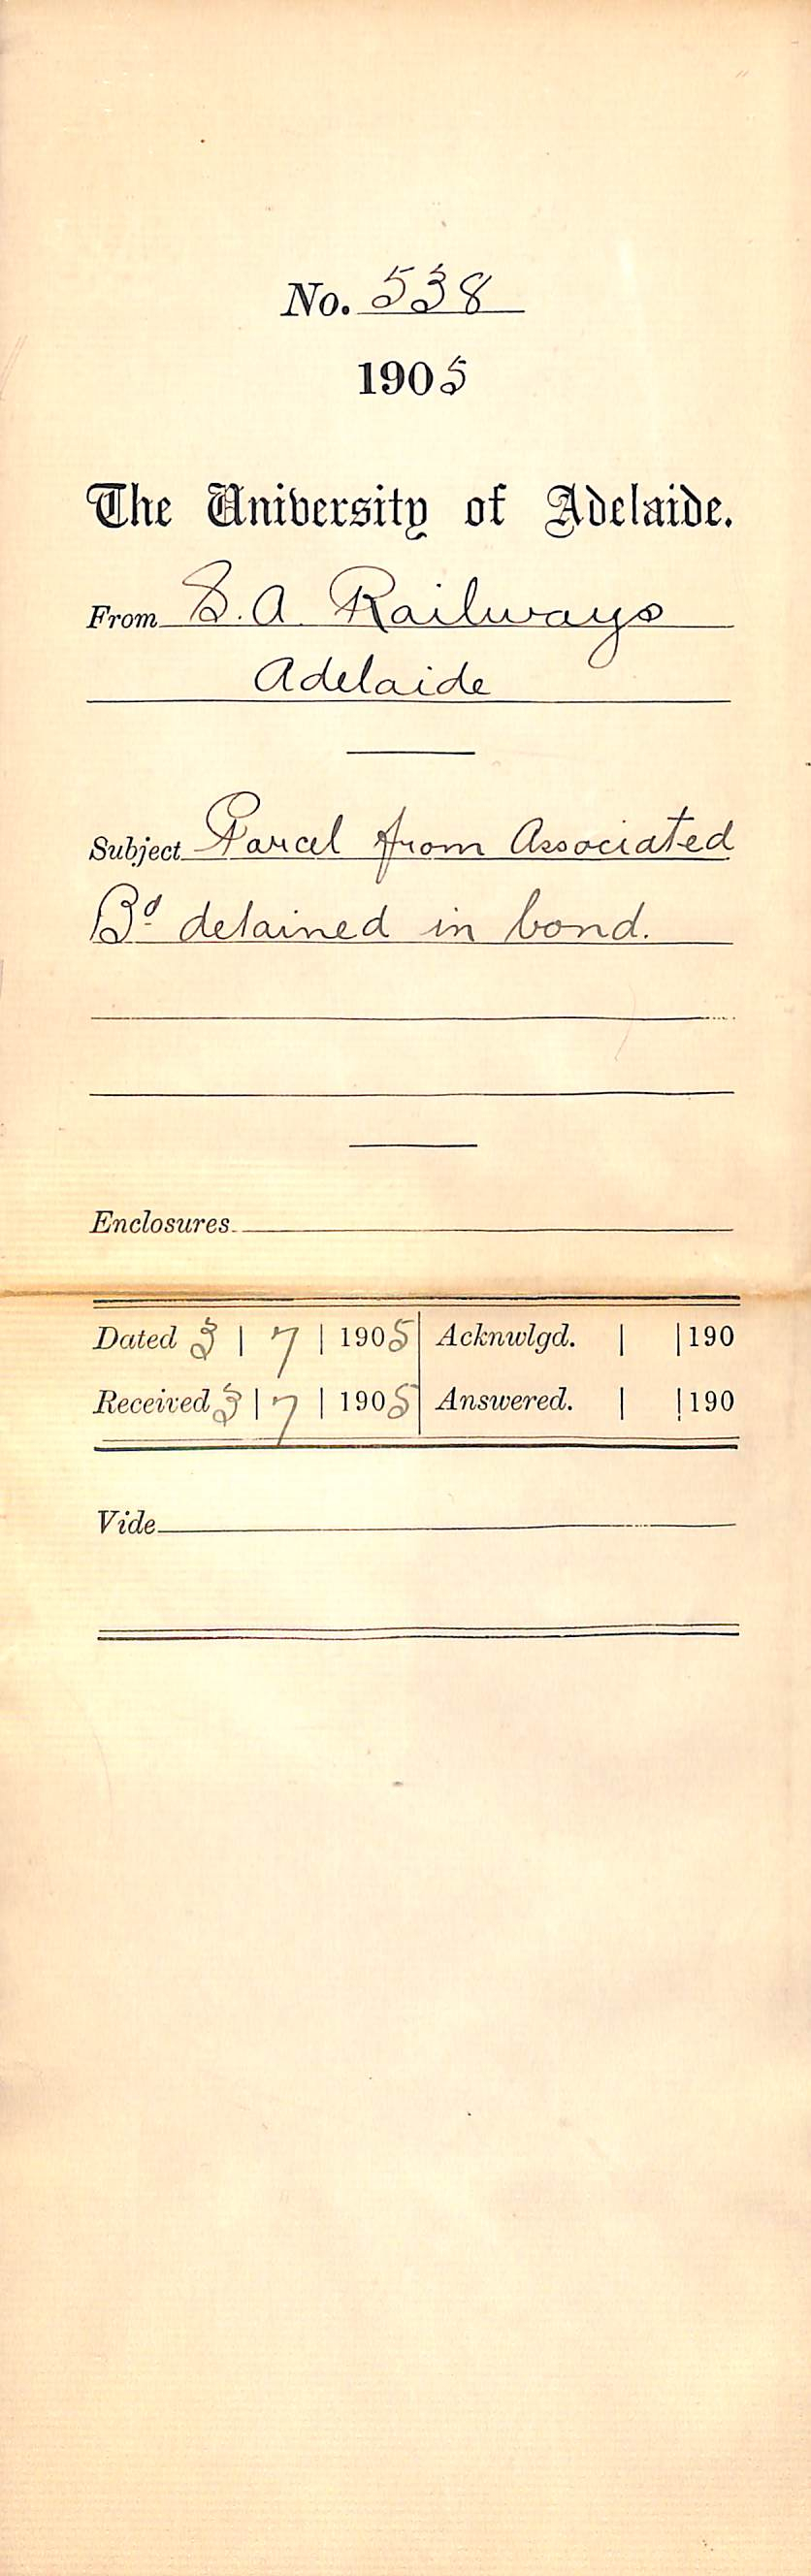 No. 538
1905
The University of Adelaide.
From S.A. Railways
Adelaide
Subject Parcel from Associated
Bd detained in bond.
Enclosures
Dated 3 | 7 | 1905 Acknwlgd. | | 190
Received 3 | 7 | 1905 Answered. | | 190
Vide